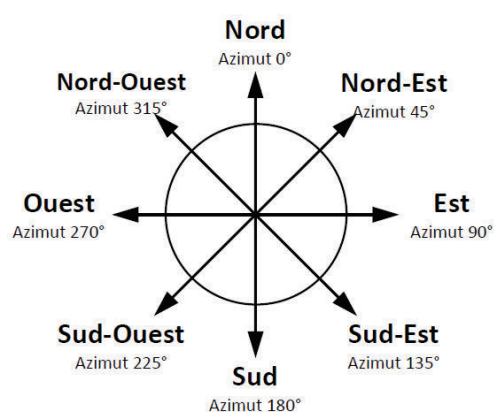 Nord
Azimut 0°
Nord-Ouest
Azimut 315°
Nord-Est
Azimut 45°
Ouest
Azimut 270°
Est
Azimut 90°
Sud-Ouest
Azimut 225°
Sud-Est
Azimut 135°
Sud
Azimut 180°